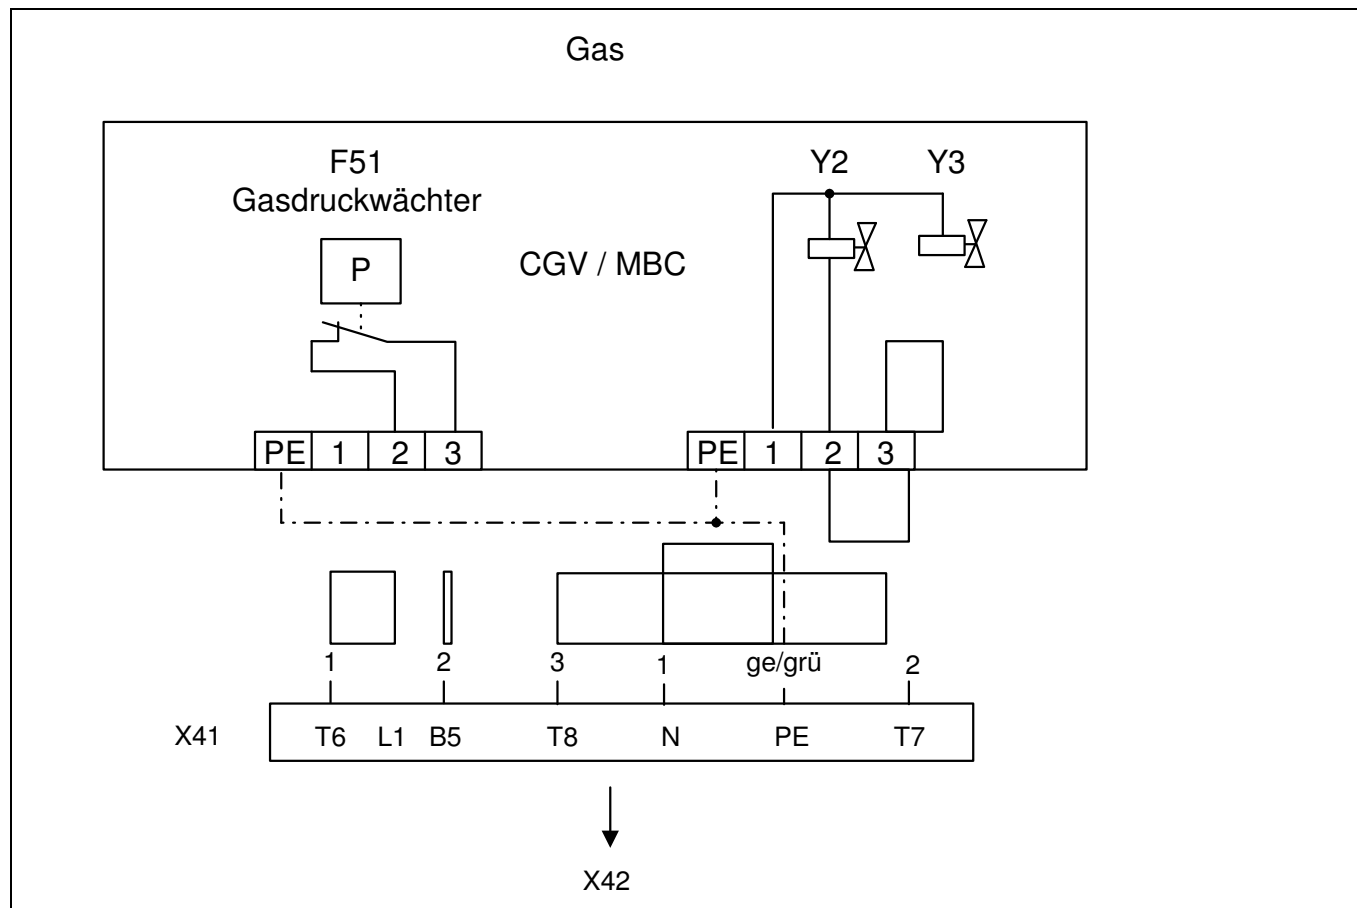 Gas
F51
Gasdruckwächter
Y2 Y3
P
CGV / MBC
PE 1 2 3
PE 1 2 3
1 2 3 1 ge/grü 2
X41 T6 L1 B5 T8 N PE T7
X42